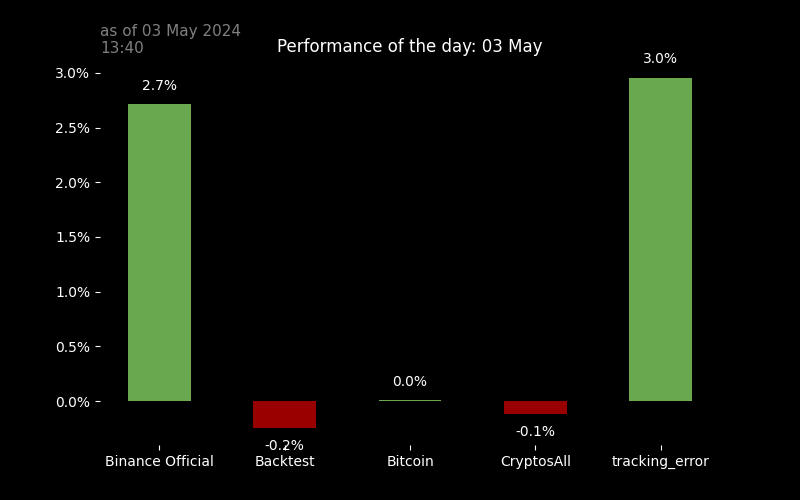 as of 03 May 2024
13:40
Performance of the day: 03 May
3.0%
2.5%
2.0%
1.5%
1.0%
0.5%
0.0%
2.7%
-0.2%
0.0%
-0.1%
3.0%
Binance Official
Backtest
Bitcoin
CryptosAll
tracking_error